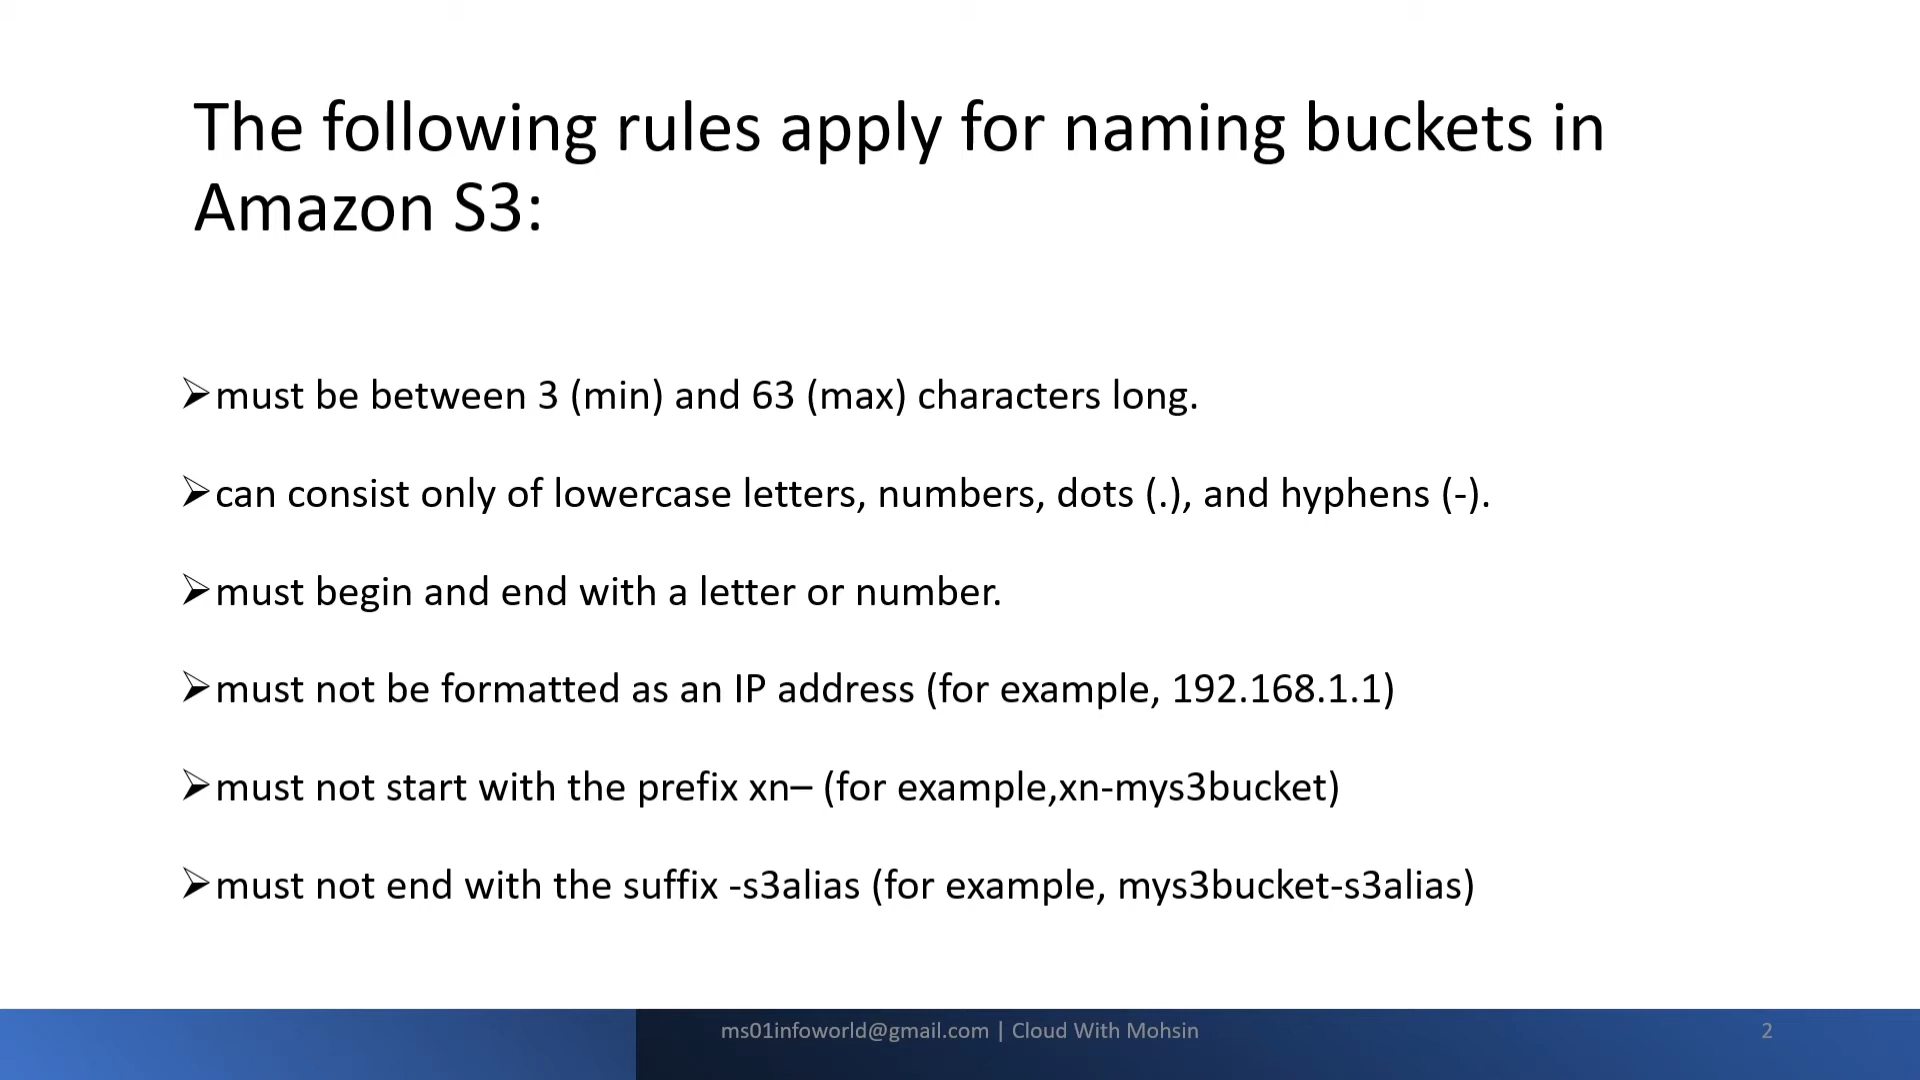 The following rules apply for naming buckets in
Amazon S3:
➢must be between 3 (min) and 63 (max) characters long.
➢can consist only of lowercase letters, numbers, dots (.), and hyphens (-).
➢must begin and end with a letter or number.
➢must not be formatted as an IP address (for example, 192.168.1.1)
➢must not start with the prefix xn– (for example,xn-mys3bucket)
➢must not end with the suffix -s3alias (for example, mys3bucket-s3alias)
ms01infoworld@gmail.com | Cloud With Mohsin
2